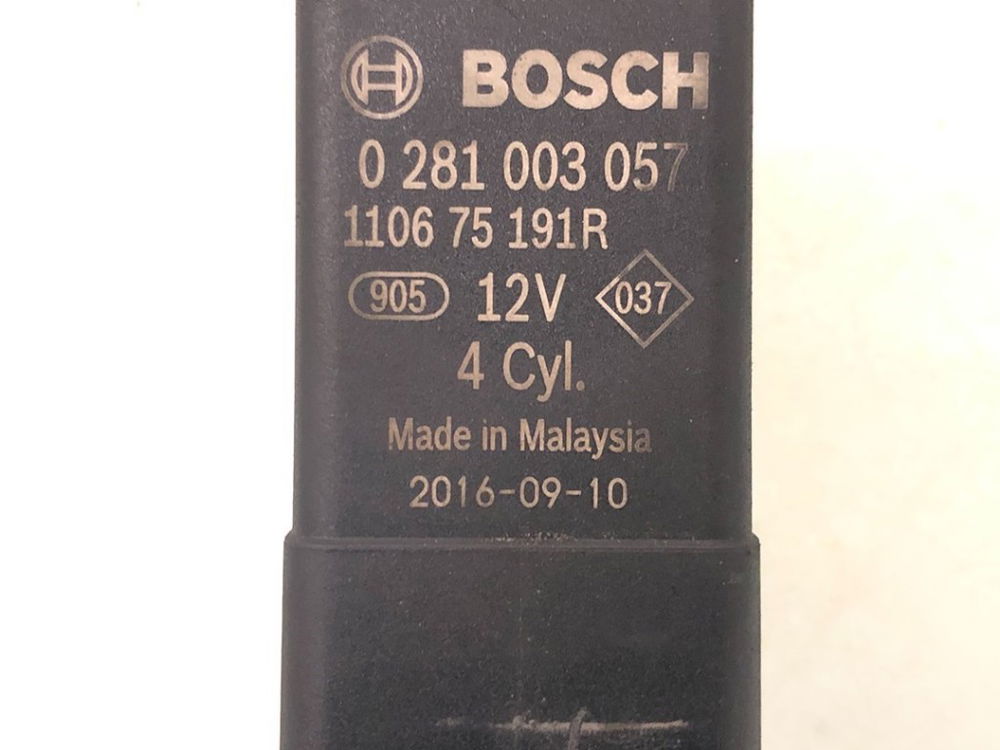 BOSCH
0 281 003 057
1106 75 191R
905 12V 037
4 Cyl.
Made in Malaysia
2016-09-10